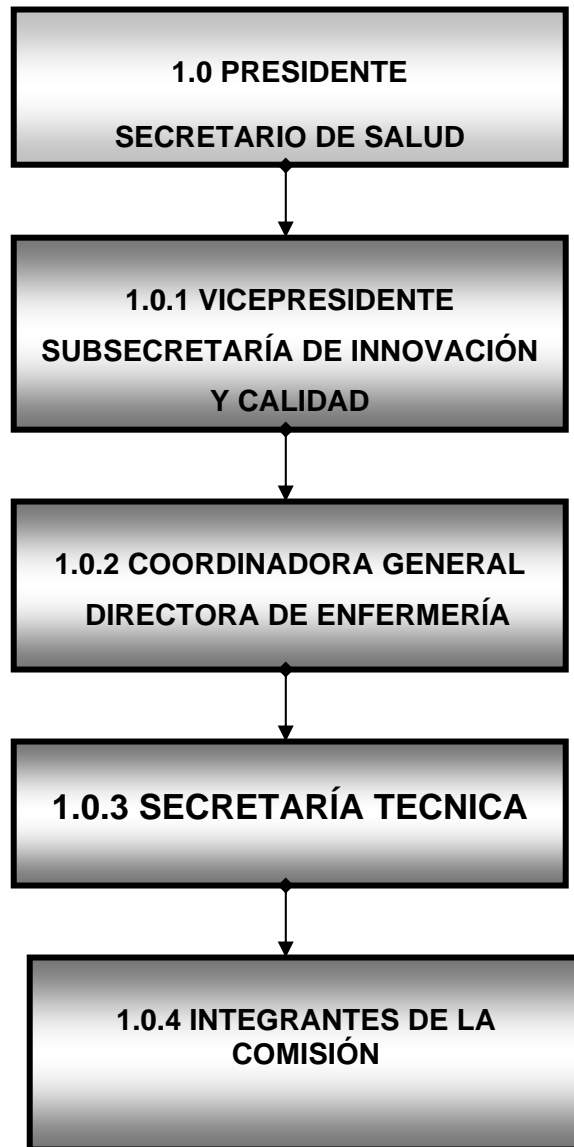 1.0 PRESIDENTE
SECRETARIO DE SALUD
1.0.1 VICEPRESIDENTE
SUBSECRETARÍA DE INNOVACIÓN
Y CALIDAD
1.0.2 COORDINADORA GENERAL
DIRECTORA DE ENFERMERÍA
1.0.3 SECRETARÍA TECNICA
1.0.4 INTEGRANTES DE LA
COMISIÓN